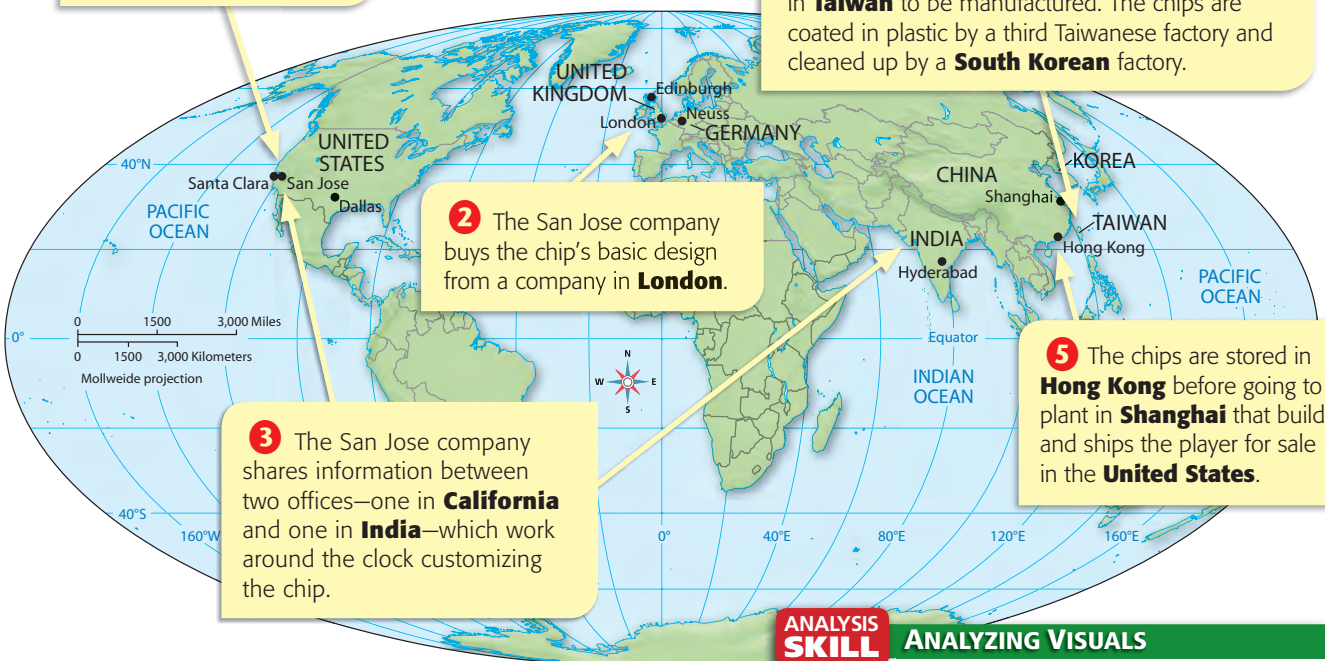 in Taiwan to be manufactured. The chips are
coated in plastic by a third Taiwanese factory and
cleaned up by a South Korean factory.
UNITED
KINGDOM
Edinburgh
London
Neuss
GERMANY
UNITED
STATES
40°N
Santa Clara
San Jose
Dallas
PACIFIC
OCEAN
CHINA
KOREA
Shanghai
TAIWAN
Hong Kong
INDIA
Hyderabad
PACIFIC
OCEAN
2 The San Jose company
buys the chip's basic design
from a company in London.
0 1500 3,000 Miles
0 1500 3,000 Kilometers
Mollweide projection
0°
Equator
INDIAN
OCEAN
N
W E
S
5 The chips are stored in
Hong Kong before going to
plant in Shanghai that build
and ships the player for sale
in the United States.
3 The San Jose company
shares information between
two offices—one in California
and one in India—which work
around the clock customizing
the chip.
40°S
160°W
0°
40°E
80°E
120°E
160°E
ANALYSIS
SKILL
ANALYZING VISUALS